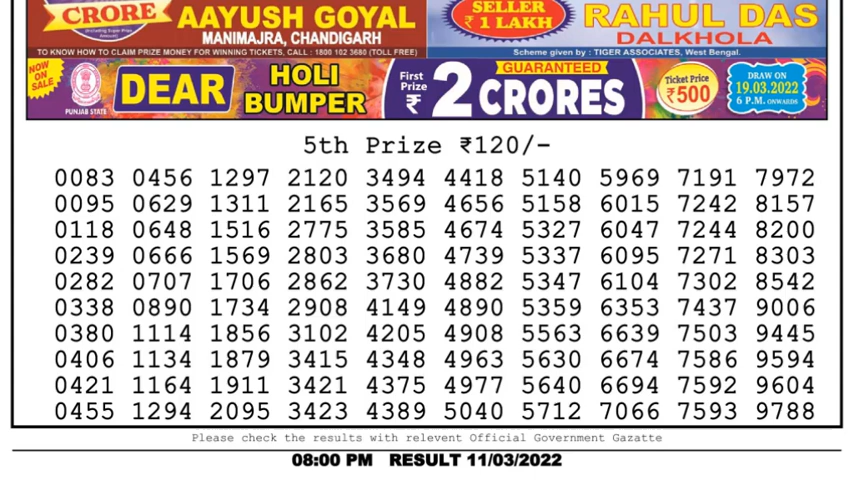 CRORE
AAYUSH GOYAL
MANIMAJRA, CHANDIGARH
TO KNOW HOW TO CLAIM PRIZE MONEY FOR WINNING TICKETS, CALL : 1800 102 3680 (TOLL FREE)
SELLER
₹ 1 LAKH
RAHUL DAS
DALKHOLA
Scheme given by : TIGER ASSOCIATES, West Bengal.
NOW ON SALE
PUNJAB STATE
DEAR
HOLI
BUMPER
First Prize ₹
2 CRORES
GUARANTEED
Ticket Price
₹500
DRAW ON
19.03.2022
6 P.M. ONWARDS
5th Prize ₹120/-
0083 0456 1297 2120 3494 4418 5140 5969 7191 7972
0095 0629 1311 2165 3569 4656 5158 6015 7242 8157
0118 0648 1516 2775 3585 4674 5327 6047 7244 8200
0239 0666 1569 2803 3680 4739 5337 6095 7271 8303
0282 0707 1706 2862 3730 4882 5347 6104 7302 8542
0338 0890 1734 2908 4149 4890 5359 6353 7437 9006
0380 1114 1856 3102 4205 4908 5563 6639 7503 9445
0406 1134 1879 3415 4348 4963 5630 6674 7586 9594
0421 1164 1911 3421 4375 4977 5640 6694 7592 9604
0455 1294 2095 3423 4389 5040 5712 7066 7593 9788
Please check the results with relevent Official Government Gazatte
08:00 PM RESULT 11/03/2022